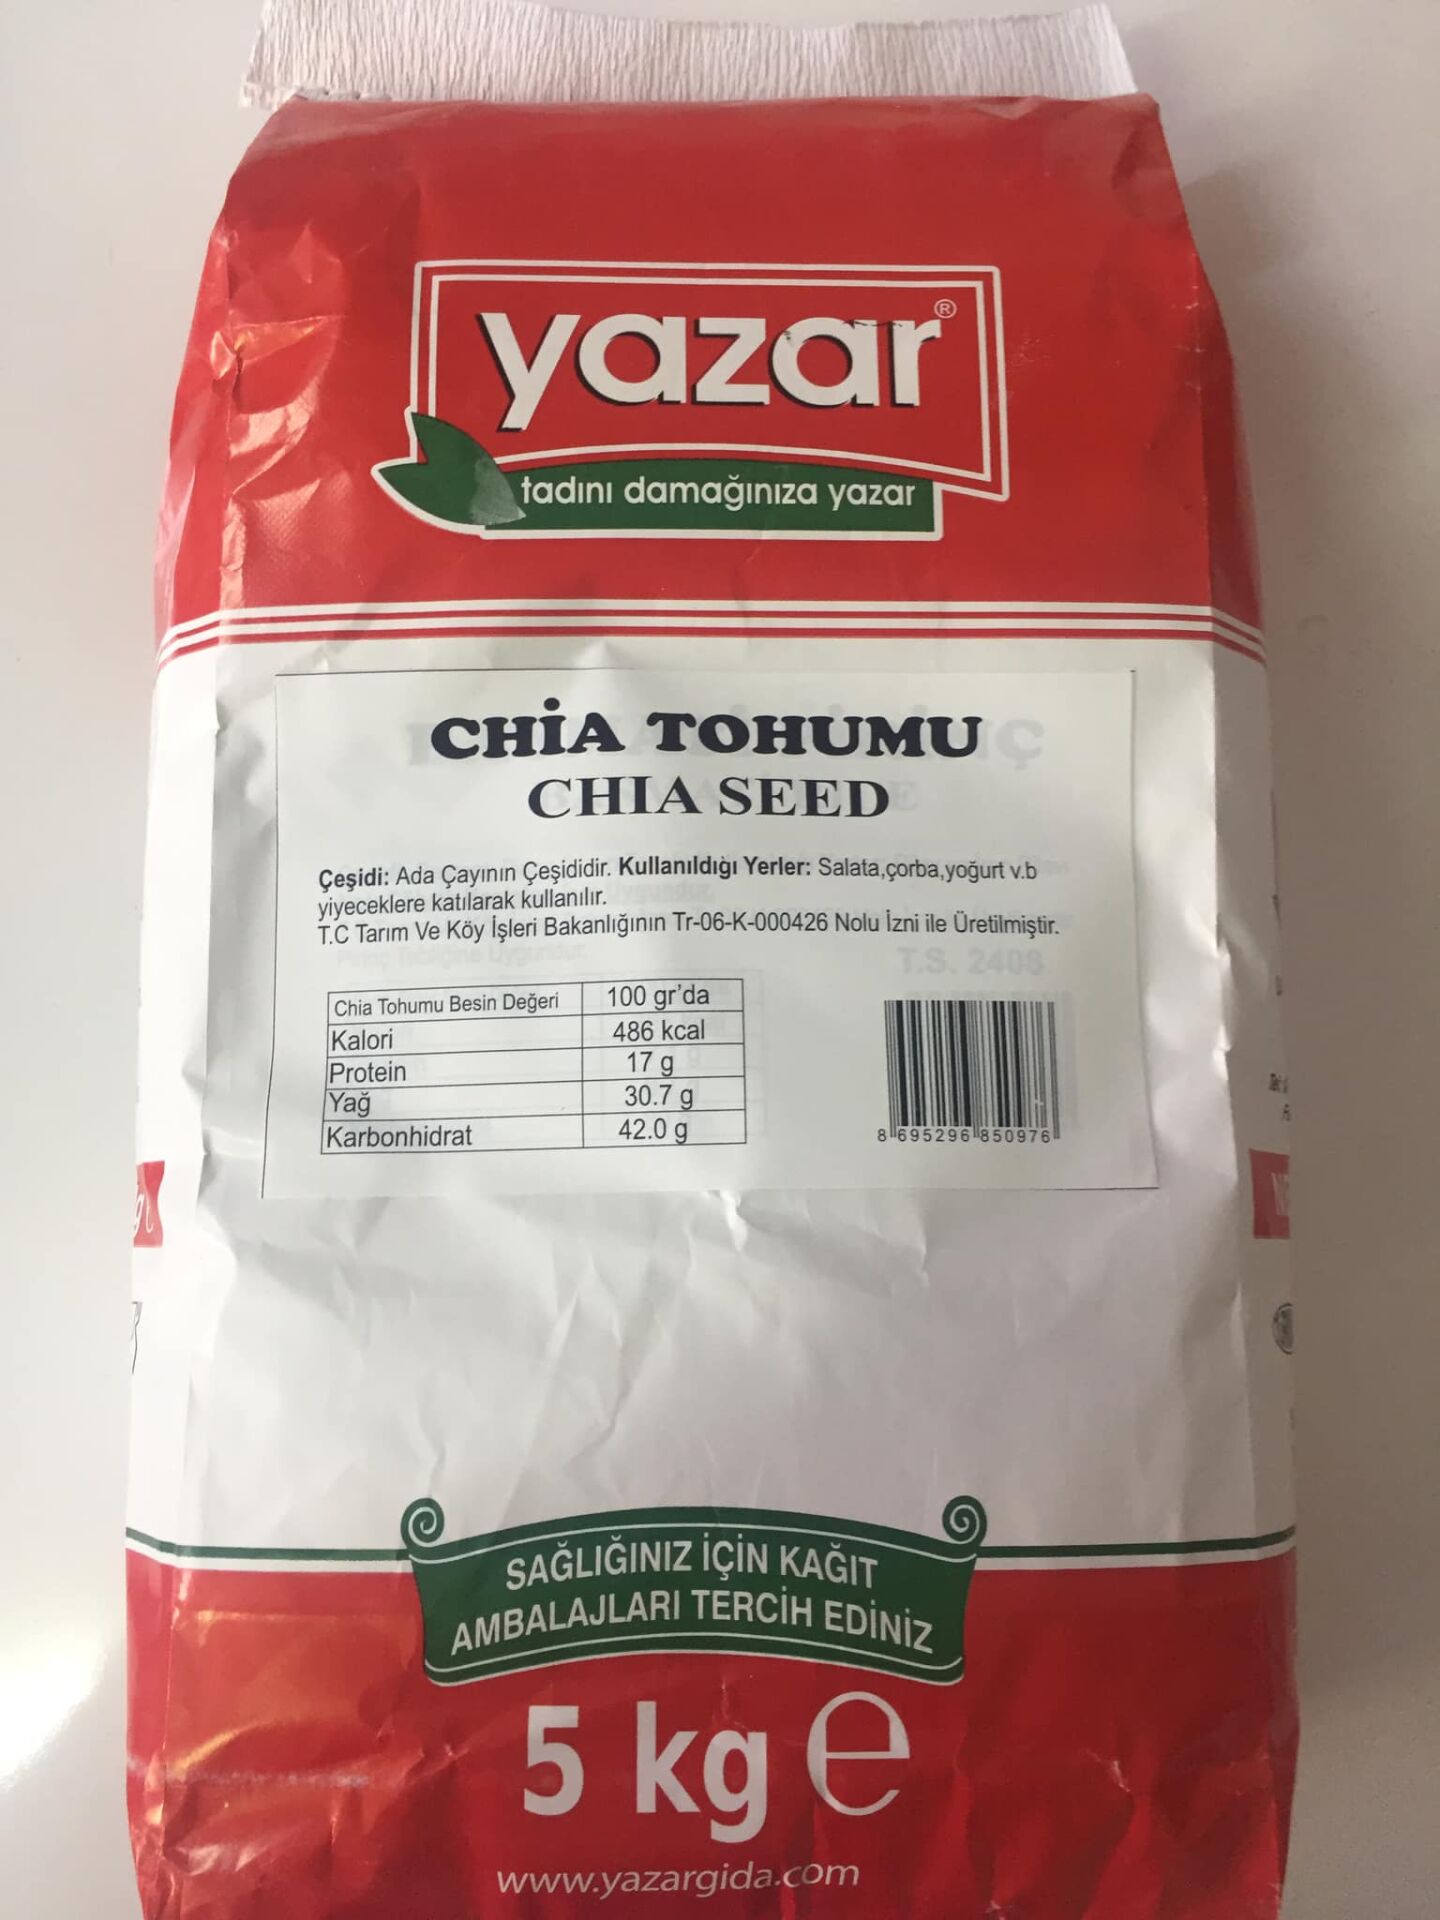 yazar®
tadını damağınıza yazar
CHİA TOHUMU
CHIA SEED
Çeşidi: Ada Çayının Çeşididir. Kullanıldığı Yerler: Salata,çorba,yoğurt v.b
yiyeceklere katılarak kullanılır.
T.C Tarım Ve Köy İşleri Bakanlığının Tr-06-K-000426 Nolu İzni ile Üretilmiştir.
T.S. 2408
Chia Tohumu Besin Değeri 100 gr'da
Kalori 486 kcal
Protein 17 g
Yağ 30.7 g
Karbonhidrat 42.0 g
8 695296 850976
SAĞLIĞINIZ İÇİN KAĞIT
AMBALAJLARI TERCİH EDİNİZ
5 kg ℮
www.yazargida.com